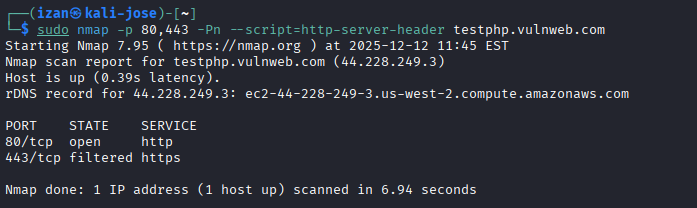 ┌──(izan㉿kali-jose)-[~]
└─$ sudo nmap -p 80,443 -Pn --script=http-server-header testphp.vulnweb.com
Starting Nmap 7.95 ( https://nmap.org ) at 2025-12-12 11:45 EST
Nmap scan report for testphp.vulnweb.com (44.228.249.3)
Host is up (0.39s latency).
rDNS record for 44.228.249.3: ec2-44-228-249-3.us-west-2.compute.amazonaws.com

PORT    STATE    SERVICE
80/tcp  open     http
443/tcp filtered https

Nmap done: 1 IP address (1 host up) scanned in 6.94 seconds